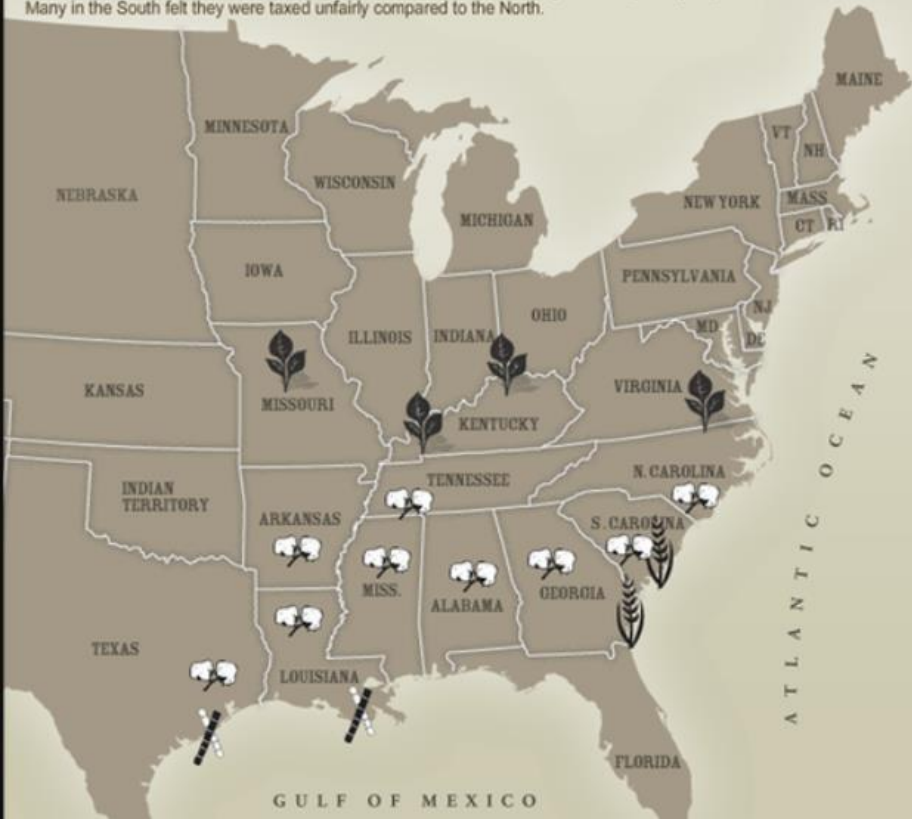 Many in the South felt they were taxed unfairly compared to the North.
MAINE
MINNESOTA
VT
NH
WISCONSIN
NEBRASKA
NEW YORK
MASS
MICHIGAN
CT
RI
IOWA
PENNSYLVANIA
NJ
OHIO
MD
DE
ILLINOIS
INDIANA
KANSAS
MISSOURI
VIRGINIA
KENTUCKY
ATLANTIC OCEAN
TENNESSEE
N. CAROLINA
INDIAN
TERRITORY
ARKANSAS
S. CAROLINA
MISS.
ALABAMA
GEORGIA
TEXAS
LOUISIANA
FLORIDA
GULF OF MEXICO